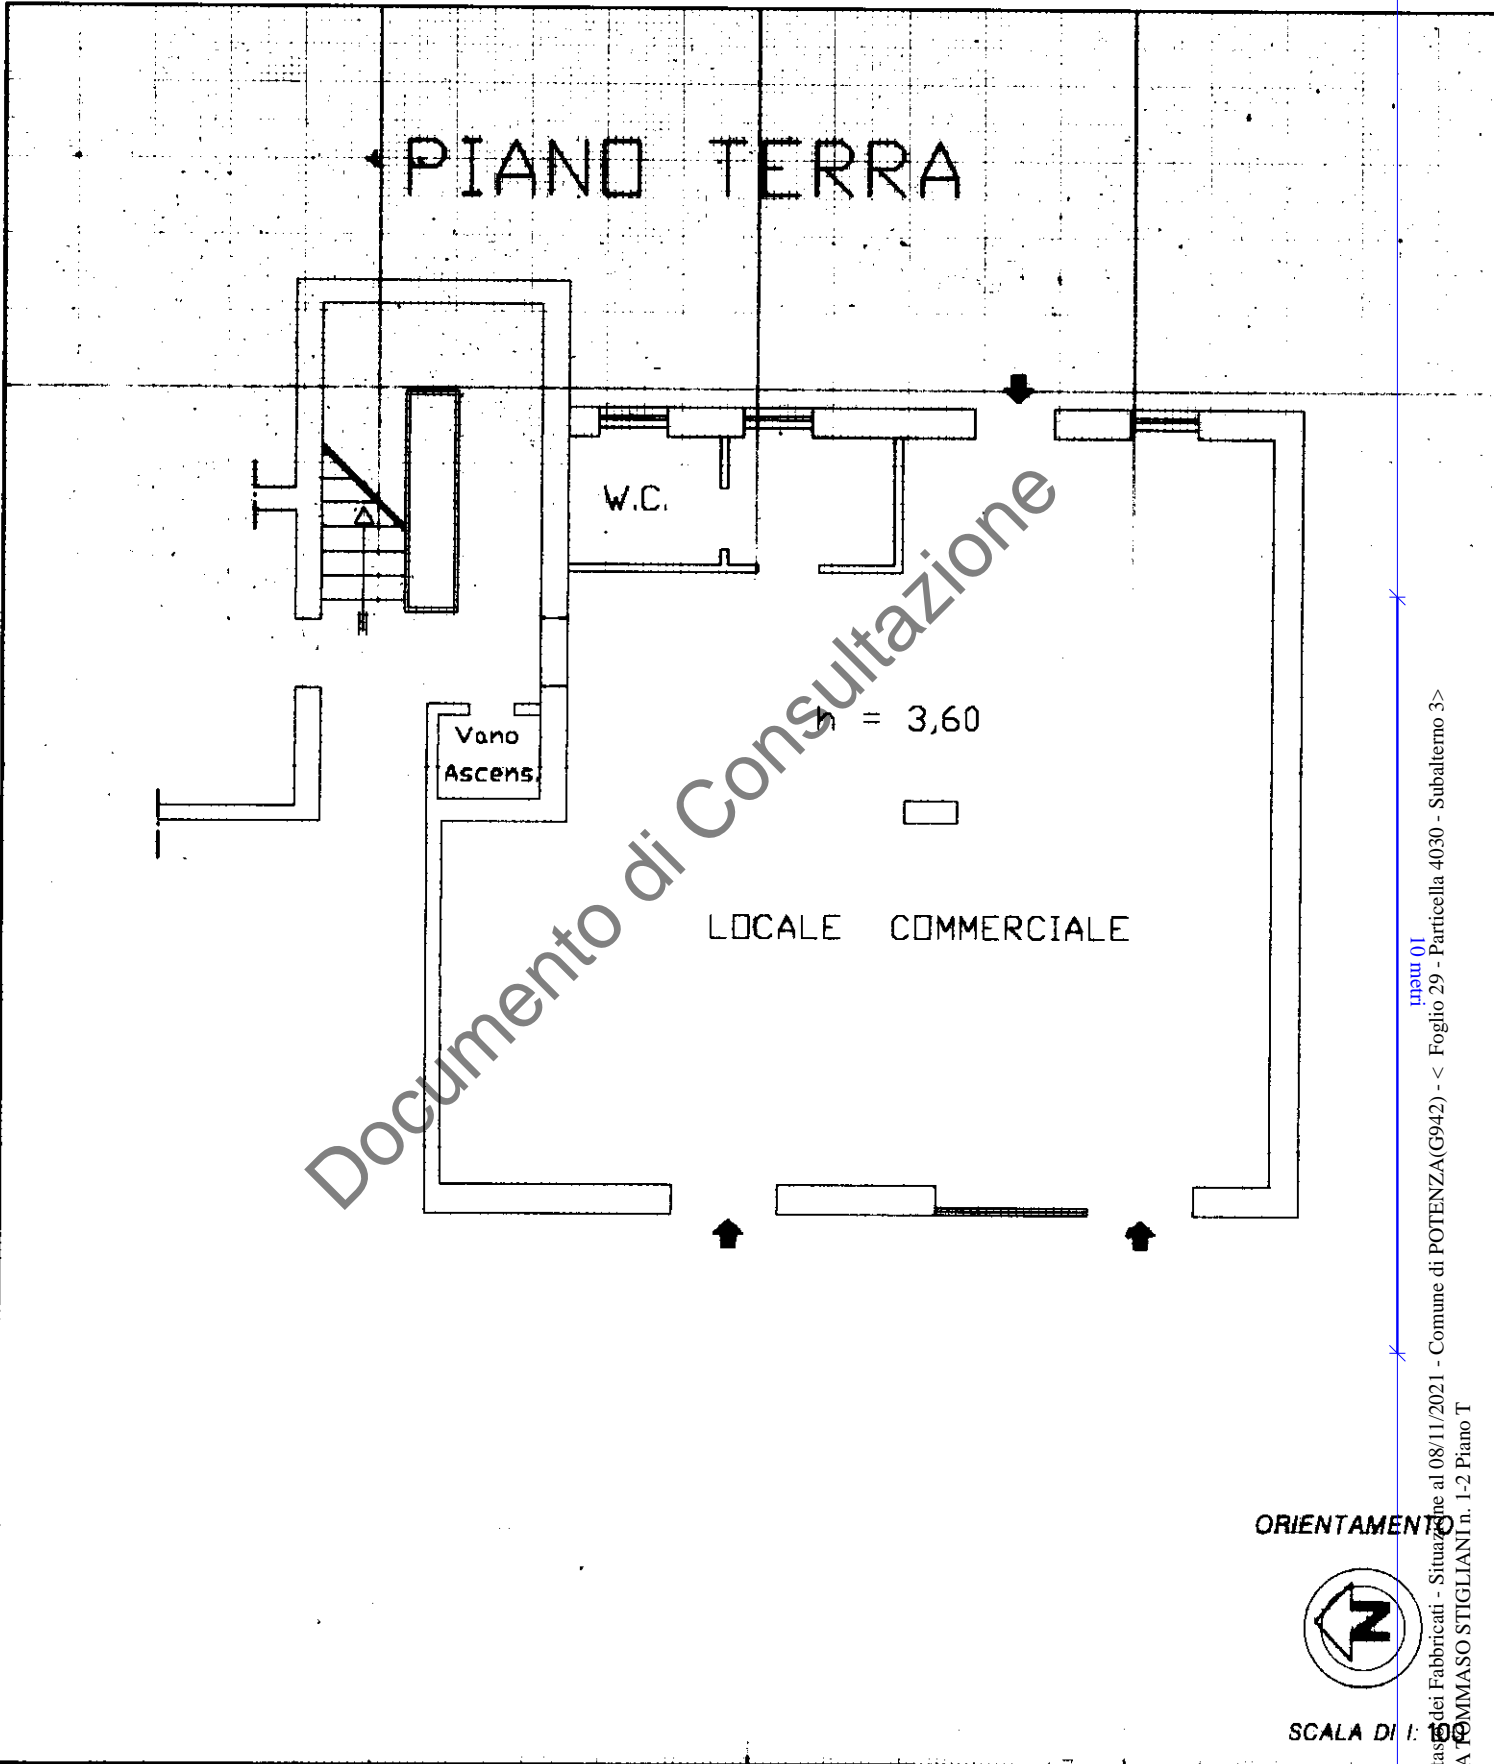 PIANO TERRA
W.C.
Vano
Ascens.
h = 3,60
LOCALE COMMERCIALE
Documento di Consultazione
10 metri
dei Fabbricati - Situazione al 08/11/2021 - Comune di POTENZA(G942) - < Foglio 29 - Particella 4030 - Subalterno 3>
TOMMASO STIGLIANI n. 1-2 Piano T
ORIENTAMENTO
N
SCALA DI 1: 100